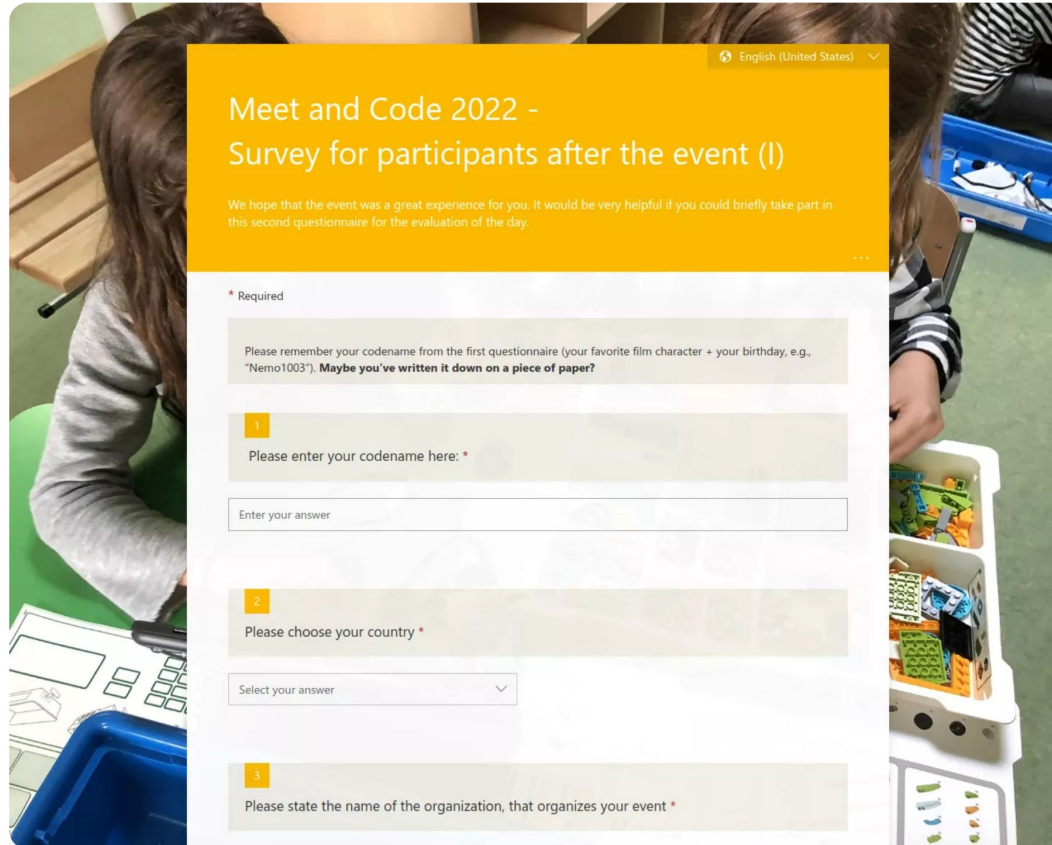 English (United States)
Meet and Code 2022 -
Survey for participants after the event (I)
We hope that the event was a great experience for you. It would be very helpful if you could briefly take part in
this second questionnaire for the evaluation of the day.
...
* Required
Please remember your codename from the first questionnaire (your favorite film character + your birthday, e.g.,
"Nemo1003"). Maybe you've written it down on a piece of paper?
1
Please enter your codename here: *
Enter your answer
2
Please choose your country *
Select your answer
3
Please state the name of the organization, that organizes your event *